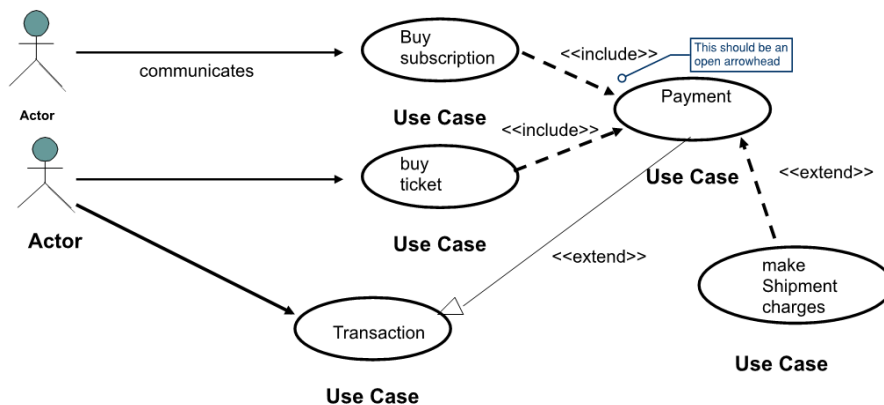 Buy
subscription
<<include>>
This should be an
open arrowhead
communicates
Payment
Actor
Use Case
<<include>>
buy
ticket
Use Case
<<extend>>
Actor
Use Case
<<extend>>
make
Shipment
charges
Transaction
Use Case
Use Case